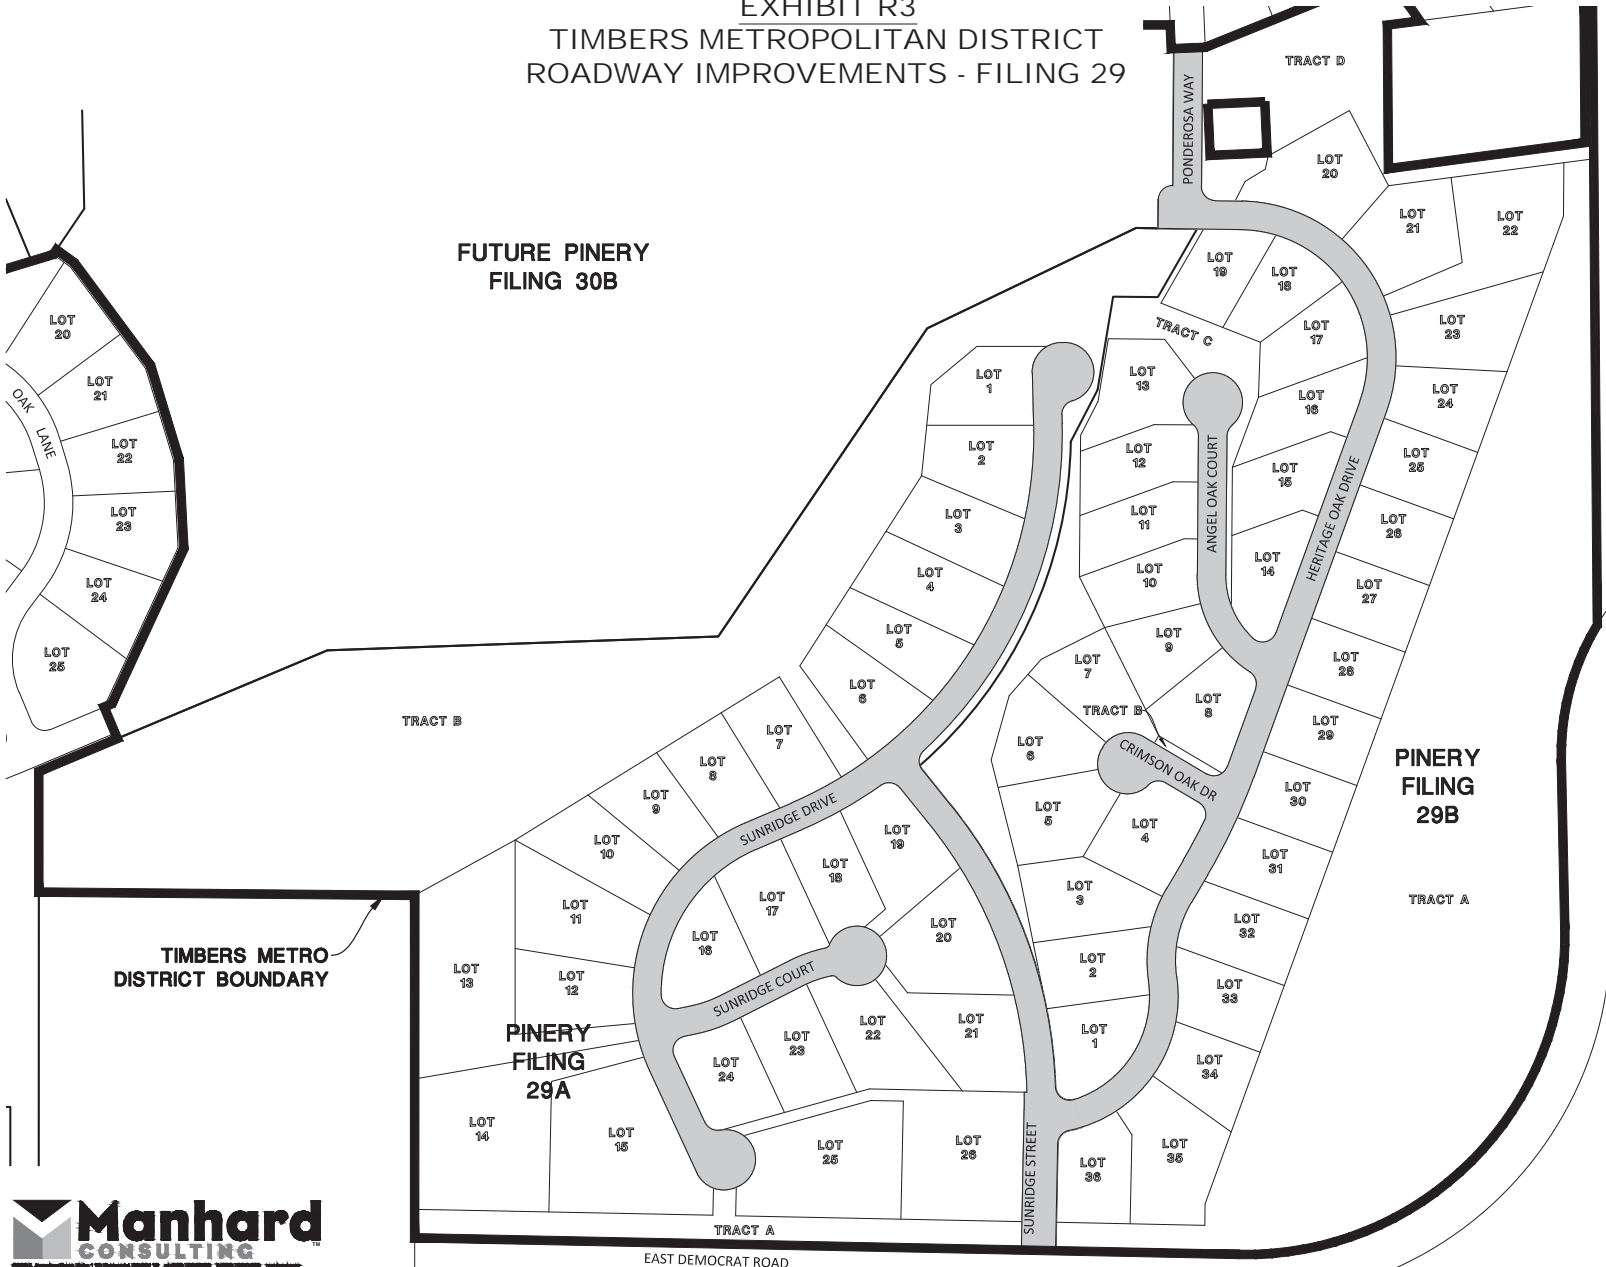 EXHIBIT R3
TIMBERS METROPOLITAN DISTRICT
ROADWAY IMPROVEMENTS - FILING 29
TRACT D
PONDEROSA WAY
LOT
20
LOT
21
LOT
22
FUTURE PINERY
FILING 30B
LOT
19
LOT
18
LOT
17
LOT
23
TRACT C
LOT
20
LOT
21
LOT
22
LOT
23
LOT
24
LOT
25
OAK
LANE
LOT
1
LOT
2
LOT
3
LOT
4
LOT
5
LOT
6
LOT
7
LOT
8
LOT
9
LOT
10
LOT
11
LOT
12
LOT
13
LOT
14
LOT
15
LOT
16
LOT
17
LOT
18
LOT
19
LOT
20
LOT
21
LOT
22
LOT
23
LOT
24
LOT
25
LOT
26
SUNRIDGE DRIVE
SUNRIDGE COURT
SUNRIDGE STREET
PINERY
FILING
29A
TRACT B
TIMBERS METRO
DISTRICT BOUNDARY
LOT
13
LOT
12
LOT
11
LOT
10
LOT
9
LOT
8
LOT
7
LOT
6
LOT
5
LOT
4
LOT
3
LOT
2
LOT
1
TRACT B
ANGEL OAK COURT
HERITAGE OAK DRIVE
CRIMSON OAK DR
LOT
16
LOT
15
LOT
14
LOT
24
LOT
25
LOT
26
LOT
27
LOT
28
LOT
29
LOT
30
LOT
31
LOT
32
LOT
33
LOT
34
LOT
35
LOT
36
PINERY
FILING
29B
TRACT A
TRACT A
EAST DEMOCRAT ROAD
Manhard
CONSULTING
TM